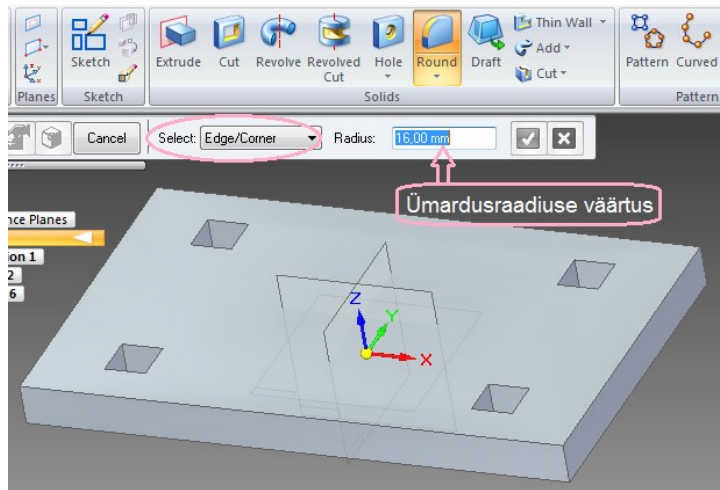 Sketch
Extrude Cut Revolve Revolved Cut Hole Round Draft
Thin Wall
Add
Cut
Pattern Curved
Planes Sketch Solids Pattern
Cancel Select: Edge/Corner Radius: 16,00 mm
Ümardusraadiuse väärtus
nce Planes
ion 1
2
6
Z
Y
X